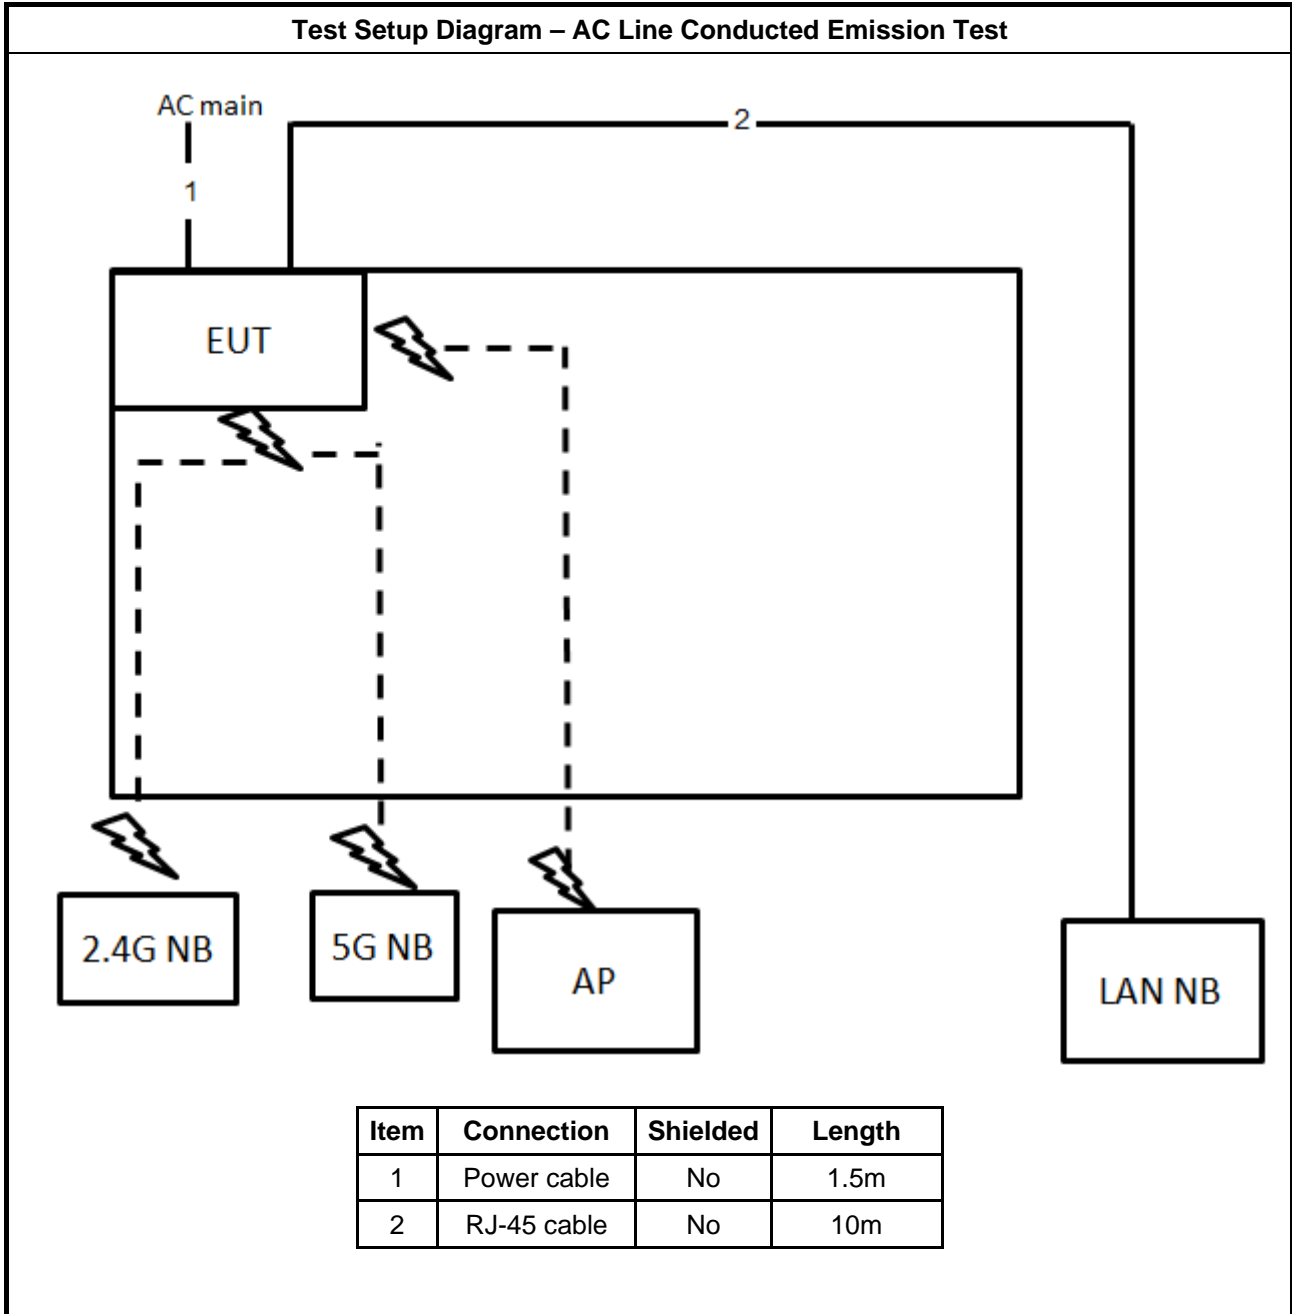 Test Setup Diagram – AC Line Conducted Emission Test
AC main
2
1
EUT
2.4G NB
5G NB
AP
LAN NB
Item Connection Shielded Length
1 Power cable No 1.5m
2 RJ-45 cable No 10m